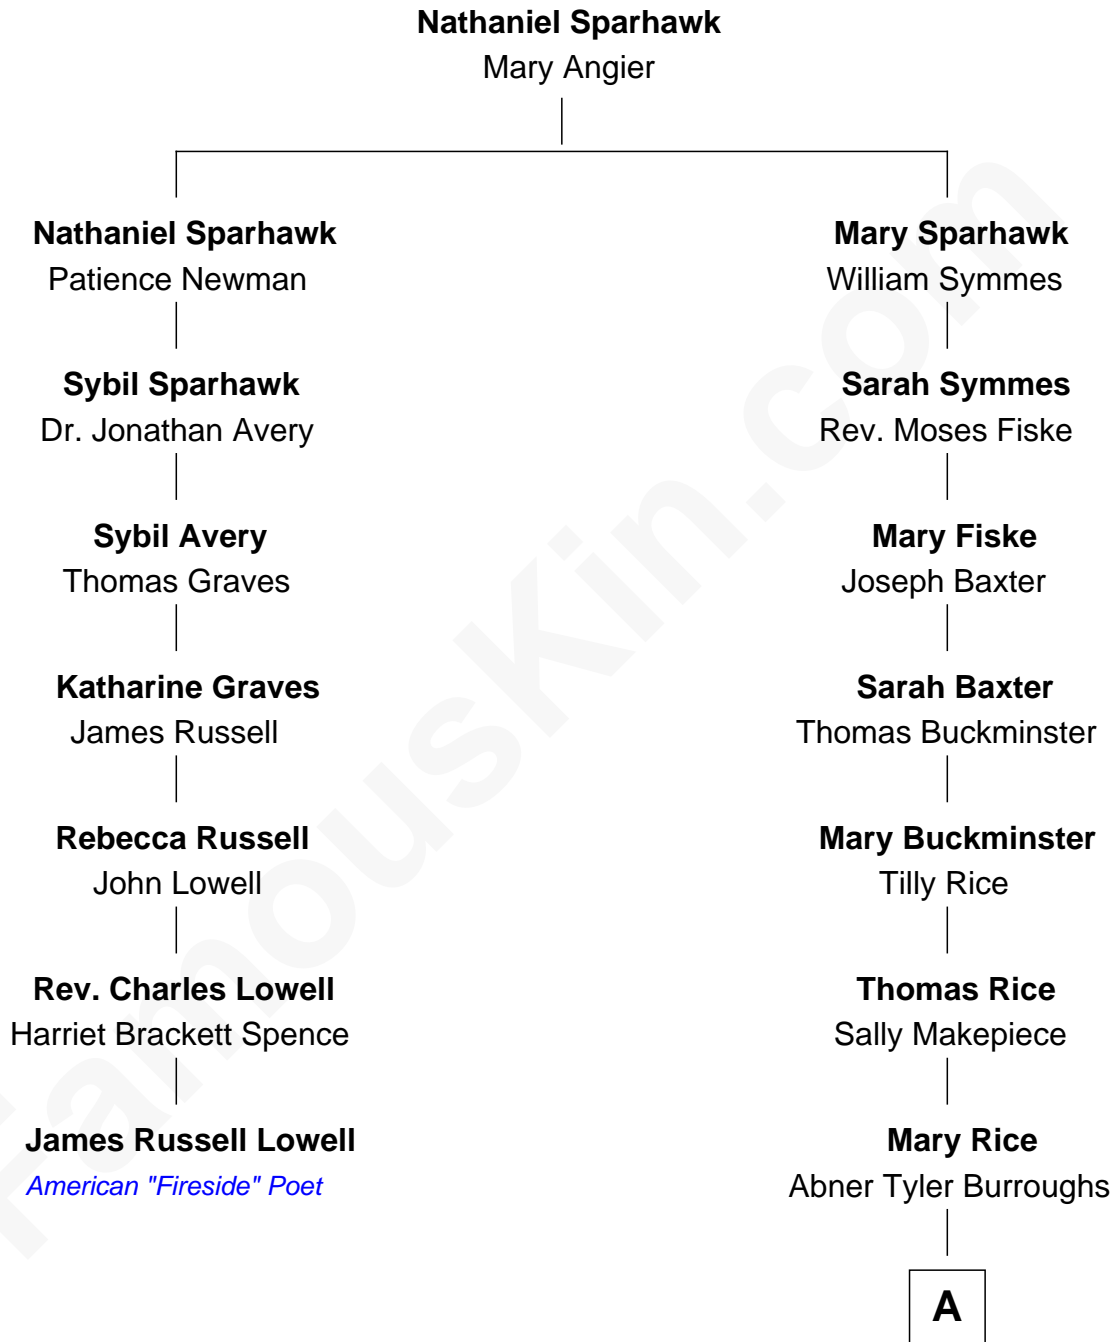 Nathaniel Sparhawk
Mary Angier
Nathaniel Sparhawk
Patience Newman
Mary Sparhawk
William Symmes
Sybil Sparhawk
Dr. Jonathan Avery
Sarah Symmes
Rev. Moses Fiske
Sybil Avery
Thomas Graves
Mary Fiske
Joseph Baxter
Katharine Graves
James Russell
Sarah Baxter
Thomas Buckminster
Rebecca Russell
John Lowell
Mary Buckminster
Tilly Rice
Rev. Charles Lowell
Harriet Brackett Spence
Thomas Rice
Sally Makepiece
James Russell Lowell
American "Fireside" Poet
Mary Rice
Abner Tyler Burroughs
A
FamousKin.com